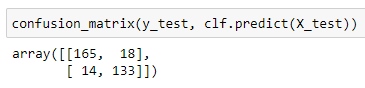 confusion_matrix(y_test, clf.predict(X_test))
array([[165,  18],
       [ 14, 133]])